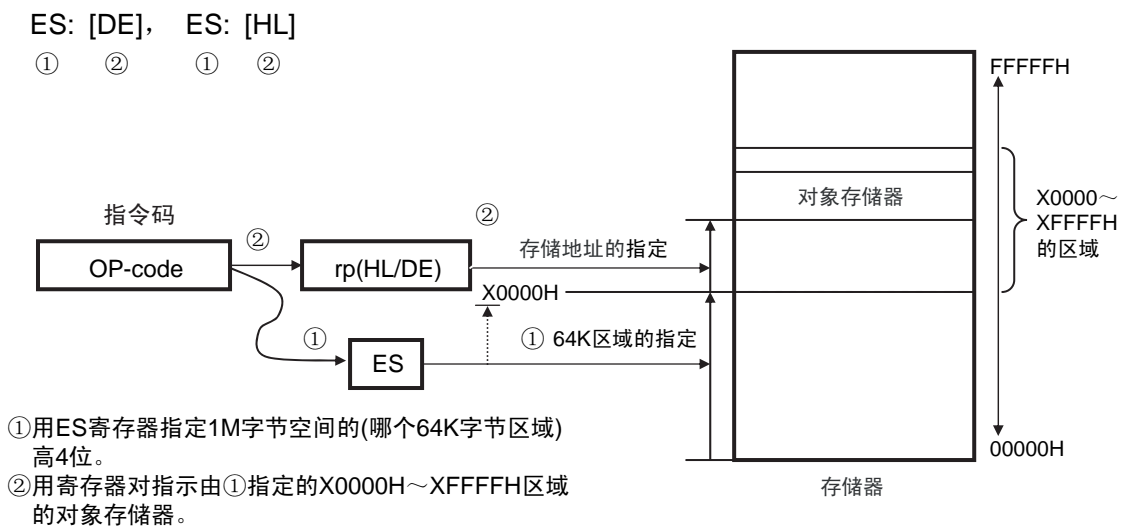 ES: [DE]， ES: [HL]
① ② ① ②
FFFFFH
对象存储器
X0000～
XFFFFH
的区域
指令码
②
②
OP-code
rp(HL/DE)
存储地址的指定
X0000H
①
① 64K区域的指定
ES
①用ES寄存器指定1M字节空间的(哪个64K字节区域)
高4位。
00000H
②用寄存器对指示由①指定的X0000H～XFFFFH区域
的对象存储器。
存储器